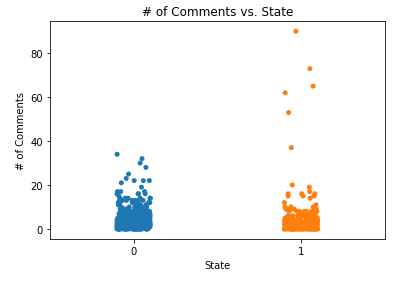 # of Comments vs. State
80
60
40
20
0
# of Comments
0 1
State